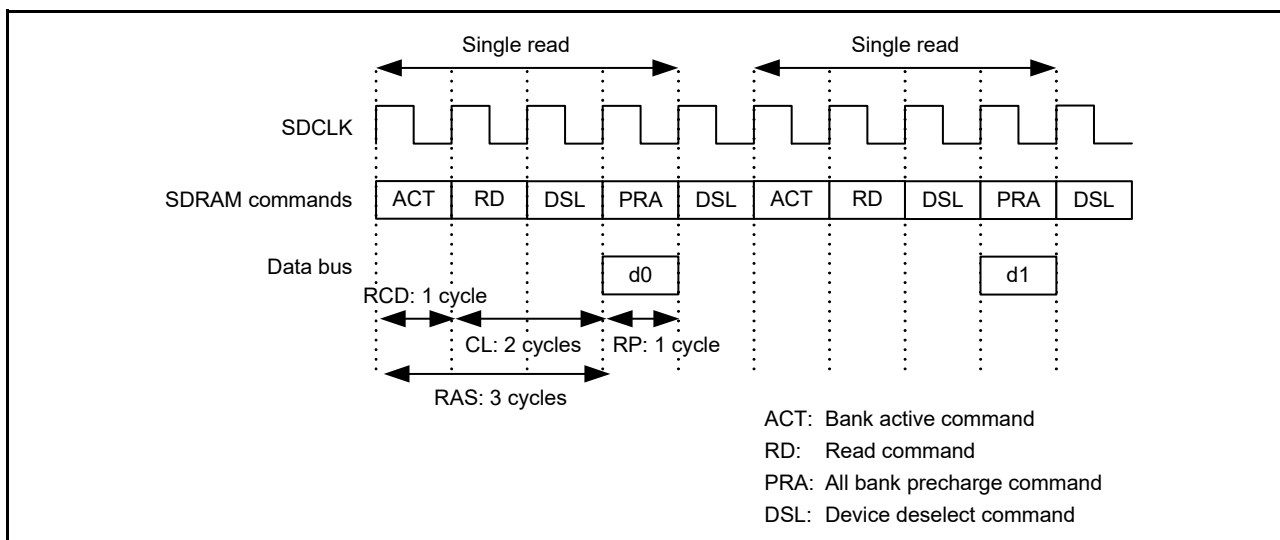 Single read Single read
SDCLK
SDRAM commands ACT RD DSL PRA DSL ACT RD DSL PRA DSL
Data bus d0 d1
RCD: 1 cycle
CL: 2 cycles RP: 1 cycle
RAS: 3 cycles
ACT: Bank active command
RD: Read command
PRA: All bank precharge command
DSL: Device deselect command